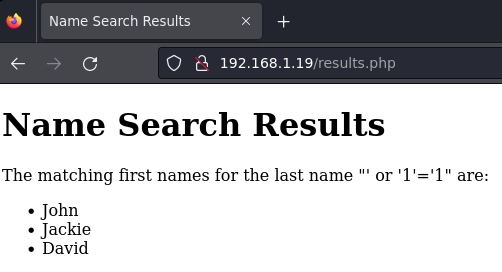 Name Search Results
192.168.1.19/results.php
Name Search Results
The matching first names for the last name "' or '1'='1" are:
John
Jackie
David